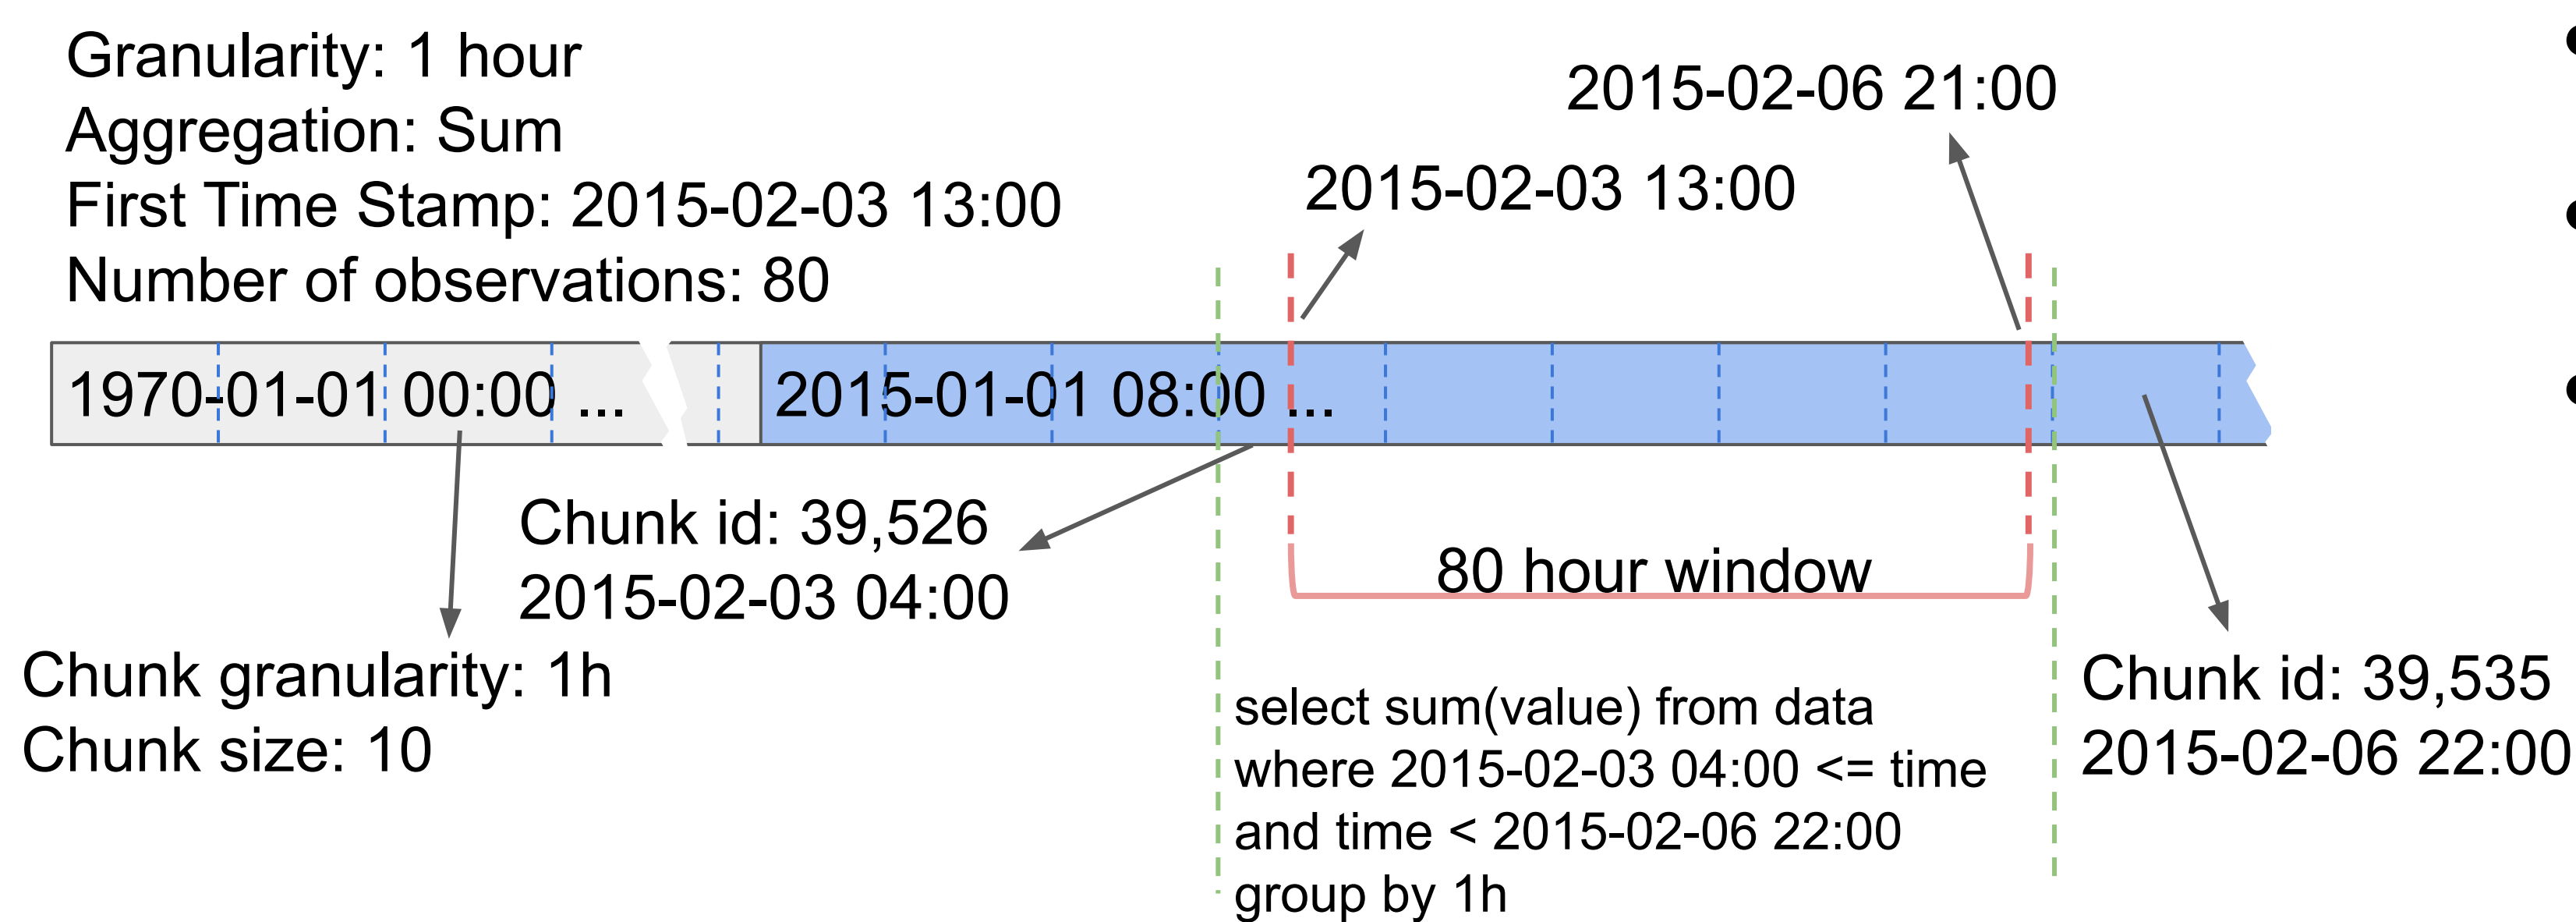 Granularity: 1 hour
Aggregation: Sum
First Time Stamp: 2015-02-03 13:00
Number of observations: 80
2015-02-06 21:00
2015-02-03 13:00
1970-01-01 00:00 ...
2015-01-01 08:00 ...
Chunk id: 39,526
2015-02-03 04:00
80 hour window
Chunk granularity: 1h
Chunk size: 10
select sum(value) from data
where 2015-02-03 04:00 <= time
and time < 2015-02-06 22:00
group by 1h
Chunk id: 39,535
2015-02-06 22:00